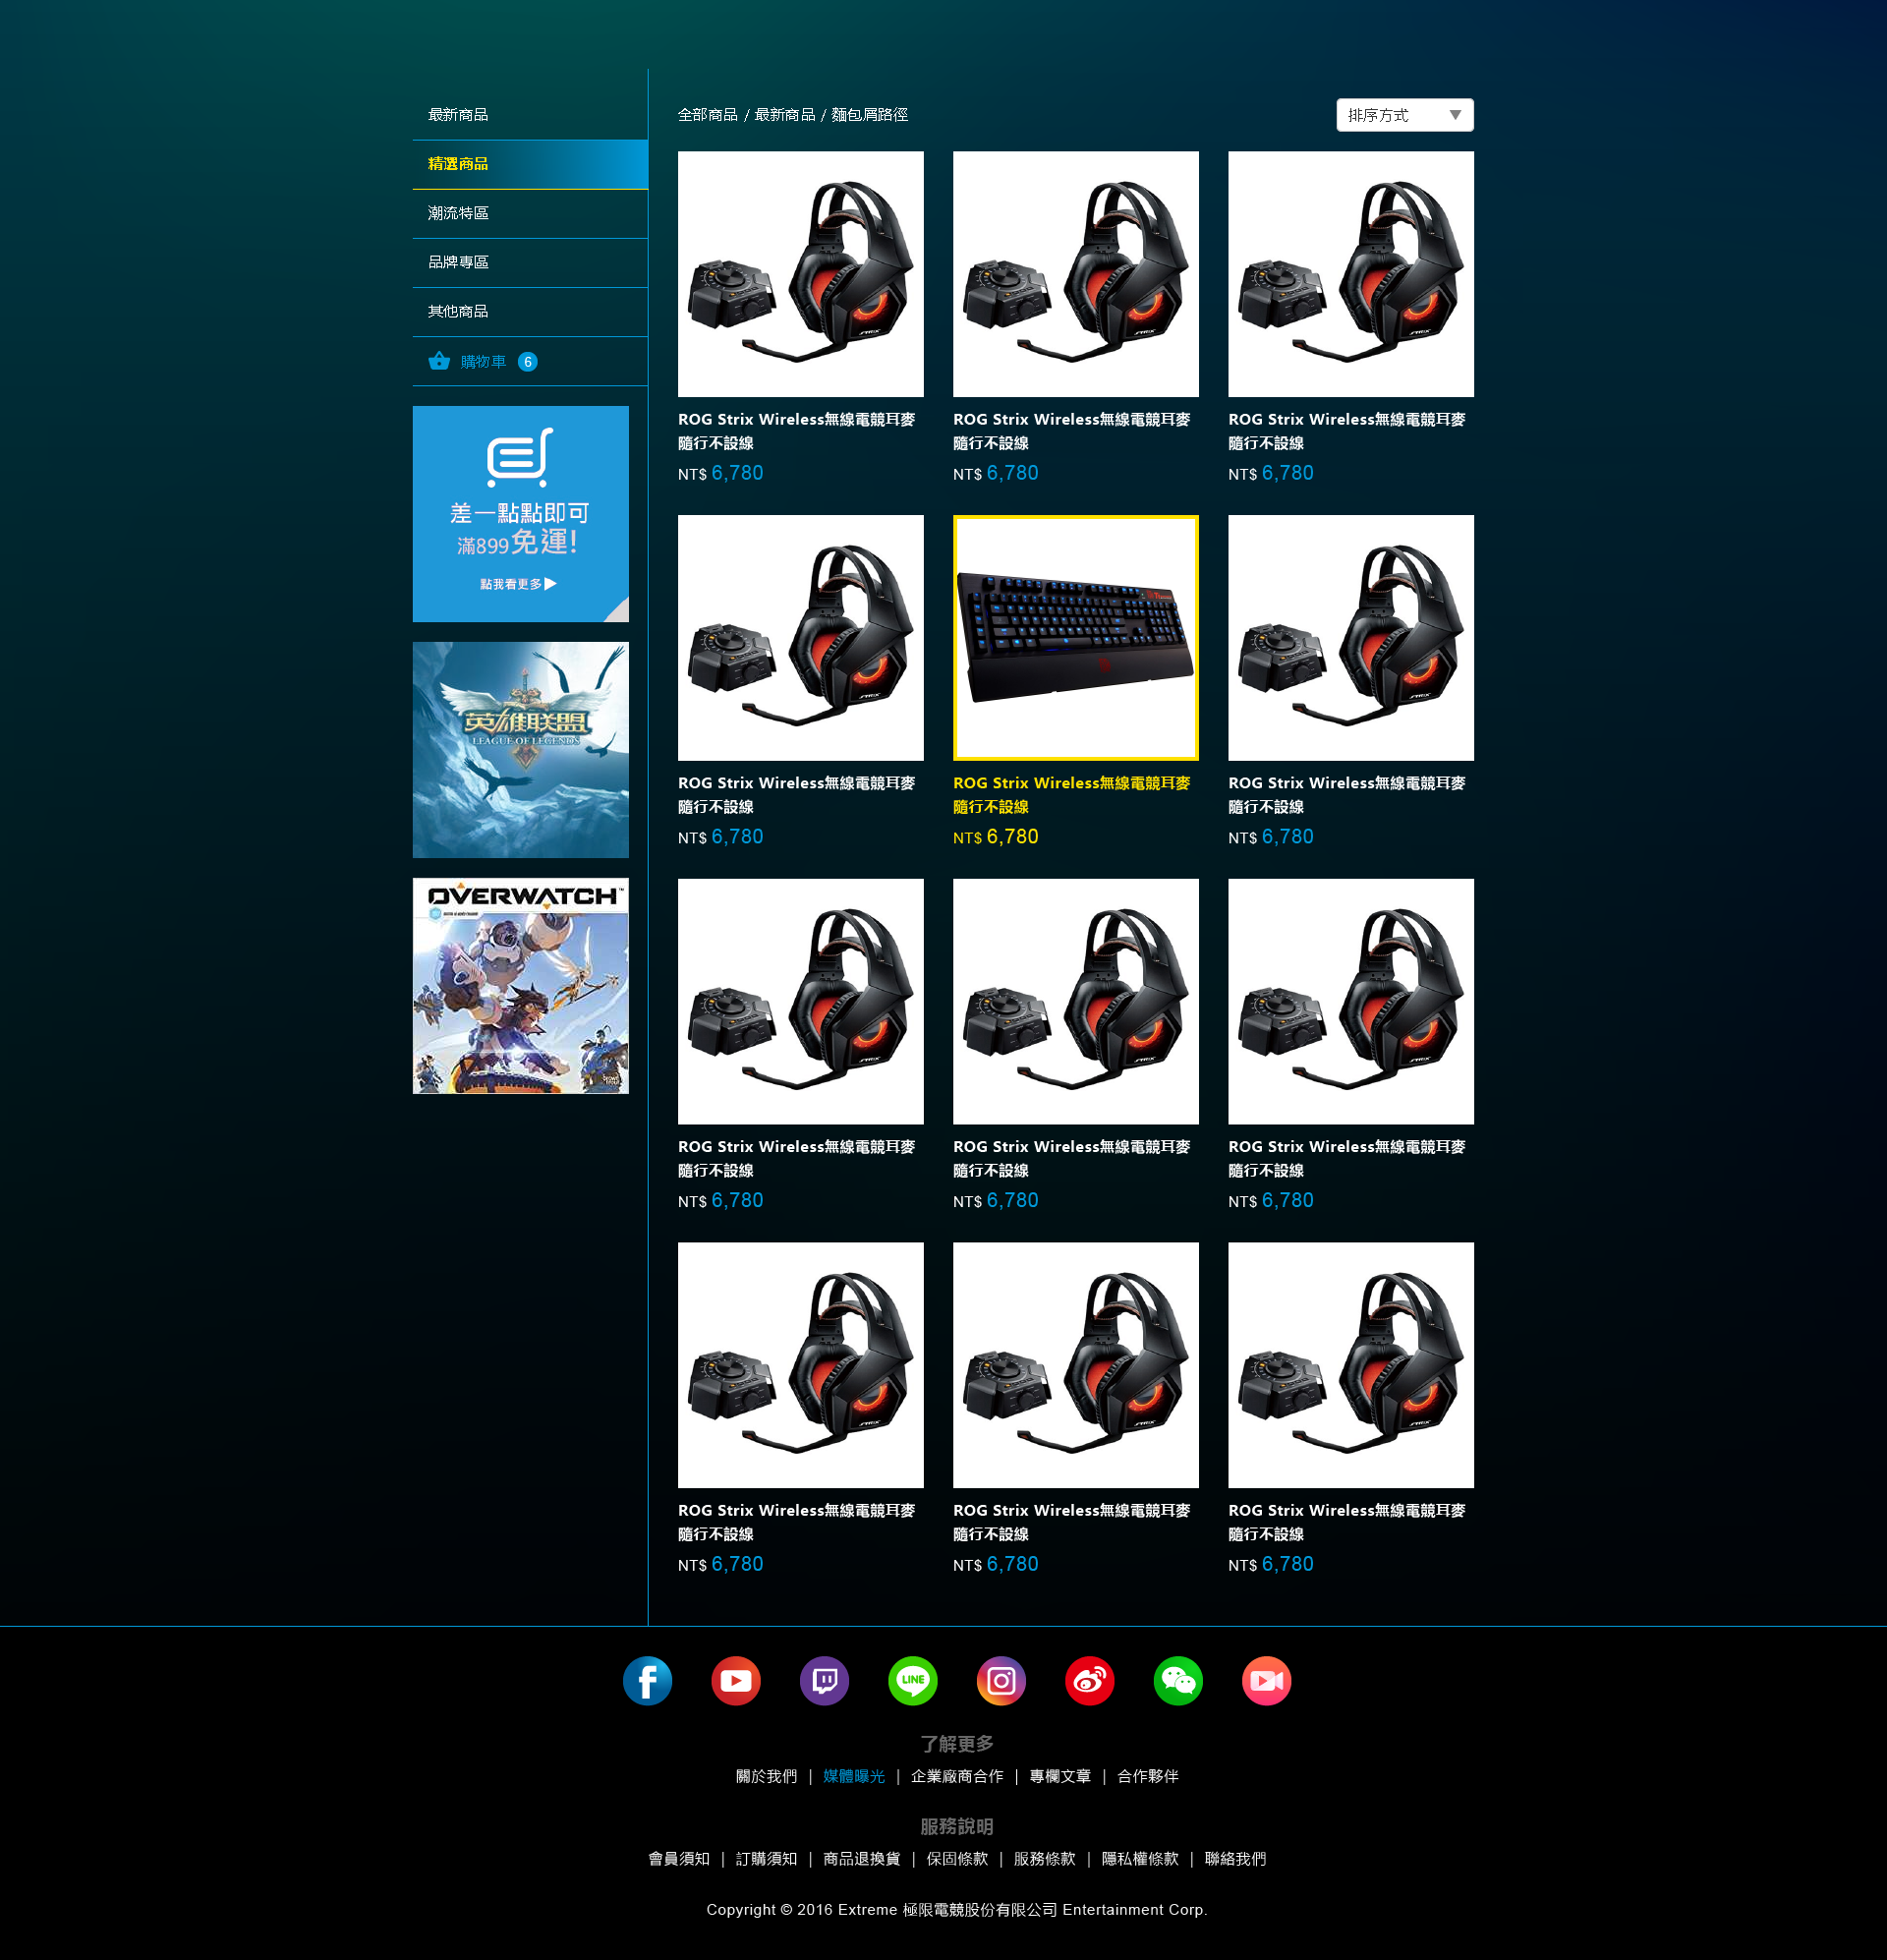 最新商品
精選商品
潮流特區
品牌專區
其他商品
購物車 6
差一點點即可
滿899免運!
點我看更多▶
英雄联盟
LEAGUE OF LEGENDS
OVERWATCH™
全部商品 / 最新商品 / 麵包屑路徑
排序方式 ▼
ROG Strix Wireless無線電競耳麥
隨行不設線
NT$ 6,780
ROG Strix Wireless無線電競耳麥
隨行不設線
NT$ 6,780
ROG Strix Wireless無線電競耳麥
隨行不設線
NT$ 6,780
ROG Strix Wireless無線電競耳麥
隨行不設線
NT$ 6,780
ROG Strix Wireless無線電競耳麥
隨行不設線
NT$ 6,780
ROG Strix Wireless無線電競耳麥
隨行不設線
NT$ 6,780
ROG Strix Wireless無線電競耳麥
隨行不設線
NT$ 6,780
ROG Strix Wireless無線電競耳麥
隨行不設線
NT$ 6,780
ROG Strix Wireless無線電競耳麥
隨行不設線
NT$ 6,780
ROG Strix Wireless無線電競耳麥
隨行不設線
NT$ 6,780
ROG Strix Wireless無線電競耳麥
隨行不設線
NT$ 6,780
ROG Strix Wireless無線電競耳麥
隨行不設線
NT$ 6,780
LINE
了解更多
關於我們 | 媒體曝光 | 企業廠商合作 | 專欄文章 | 合作夥伴
服務說明
會員須知 | 訂購須知 | 商品退換貨 | 保固條款 | 服務條款 | 隱私權條款 | 聯絡我們
Copyright © 2016 Extreme 極限電競股份有限公司 Entertainment Corp.